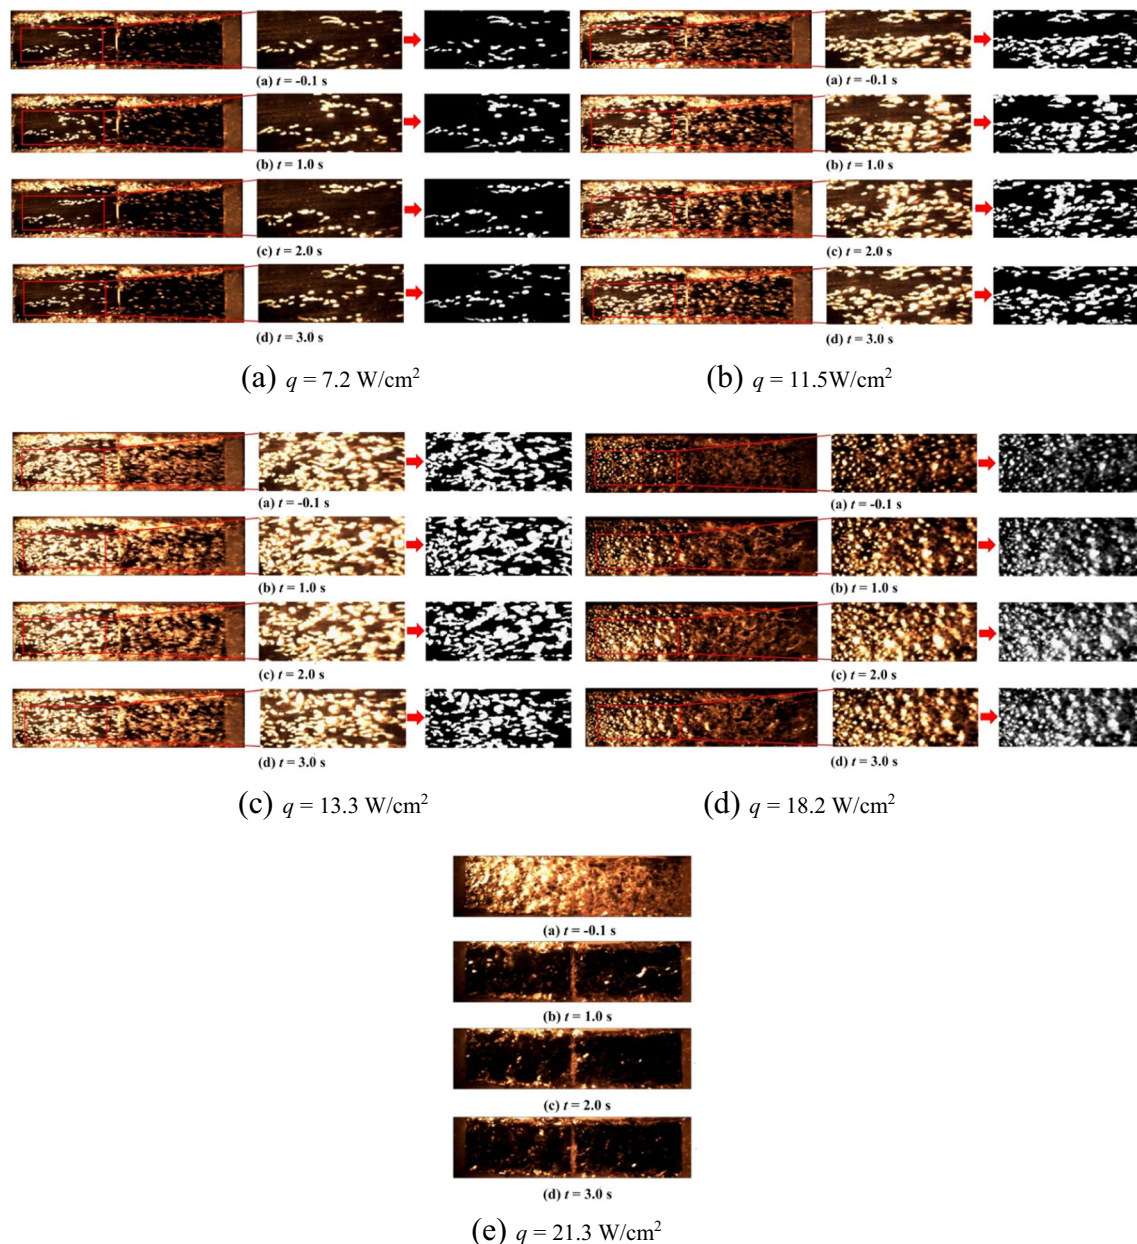 (a) t = -0.1 s
(b) t = 1.0 s
(c) t = 2.0 s
(d) t = 3.0 s
(a) q = 7.2 W/cm²
(a) t = -0.1 s
(b) t = 1.0 s
(c) t = 2.0 s
(d) t = 3.0 s
(b) q = 11.5W/cm²
(a) t = -0.1 s
(b) t = 1.0 s
(c) t = 2.0 s
(d) t = 3.0 s
(c) q = 13.3 W/cm²
(a) t = -0.1 s
(b) t = 1.0 s
(c) t = 2.0 s
(d) t = 3.0 s
(d) q = 18.2 W/cm²
(a) t = -0.1 s
(b) t = 1.0 s
(c) t = 2.0 s
(d) t = 3.0 s
(e) q = 21.3 W/cm²